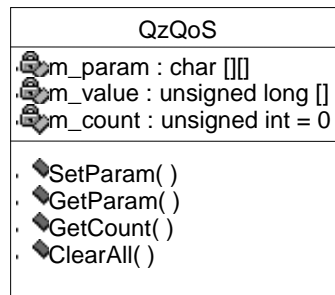 QzQoS
m_param : char [][]
m_value : unsigned long []
m_count : unsigned int = 0
SetParam( )
GetParam( )
GetCount( )
ClearAll( )